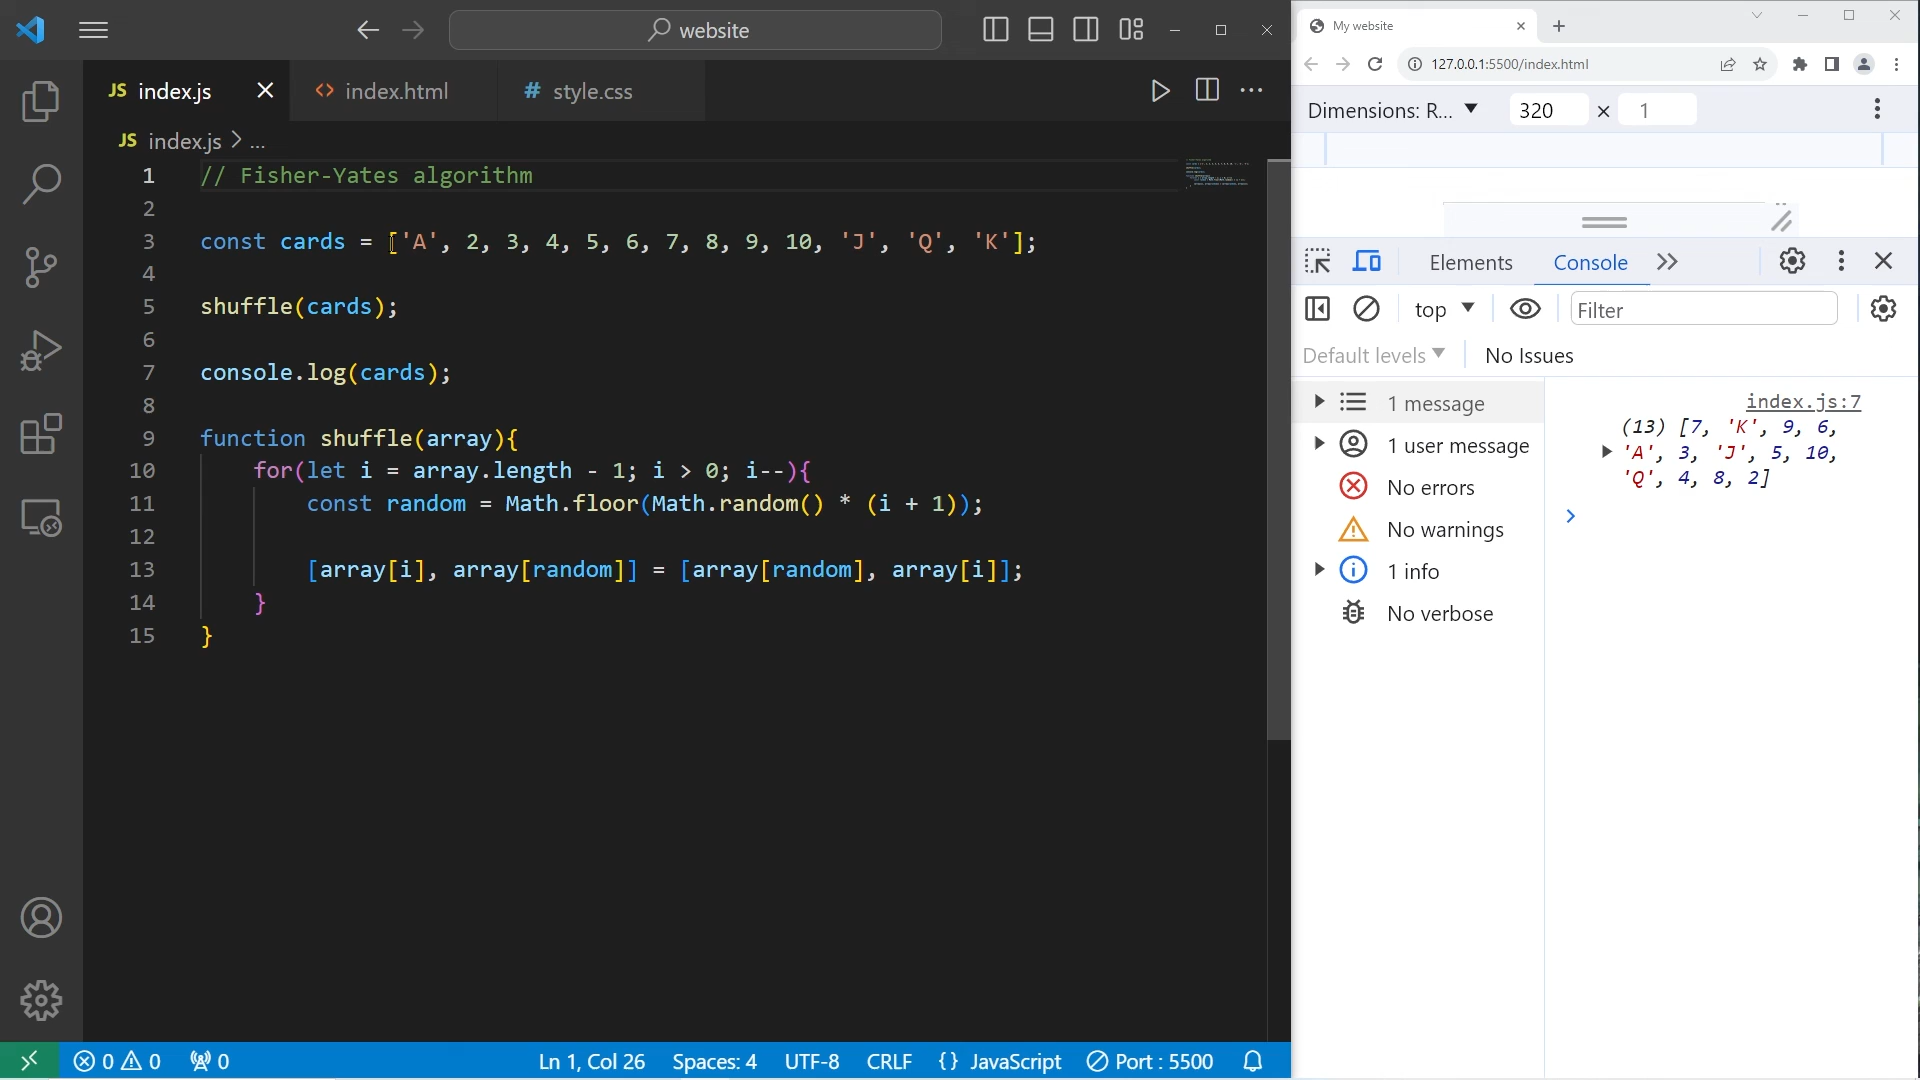 website
JS index.js
<> index.html
# style.css
JS index.js > ...
1 // Fisher-Yates algorithm
2
3 const cards = ['A', 2, 3, 4, 5, 6, 7, 8, 9, 10, 'J', 'Q', 'K'];
4
5 shuffle(cards);
6
7 console.log(cards);
8
9 function shuffle(array){
10 for(let i = array.length - 1; i > 0; i--){
11 const random = Math.floor(Math.random() * (i + 1));
12
13 [array[i], array[random]] = [array[random], array[i]];
14 }
15 }
0 0 0
Ln 1, Col 26
Spaces: 4
UTF-8
CRLF
{} JavaScript
Port : 5500
My website
127.0.0.1:5500/index.html
Dimensions: R... 320 × 1
Elements
Console
top
Filter
Default levels
No Issues
1 message
1 user message
No errors
No warnings
1 info
No verbose
index.js:7
(13) [7, 'K', 9, 6,
'A', 3, 'J', 5, 10,
'Q', 4, 8, 2]